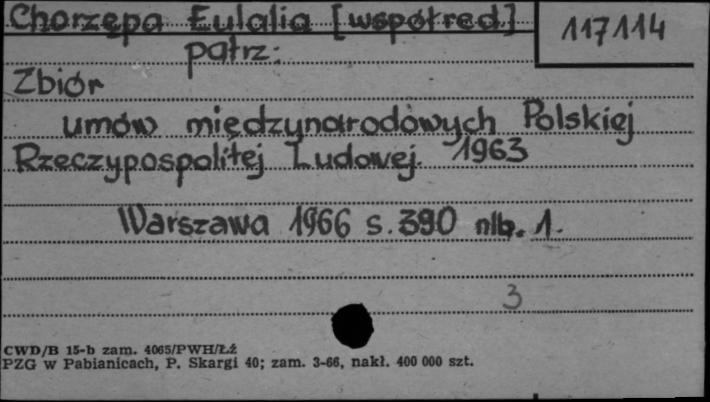 Chorzępa Eulalia [współred]
117114
patrz:
Zbiór
umów międzynarodowych Polskiej
Rzeczypospolitej Ludowej. 1963
Warszawa 1966 s. 390 nlb. 1.
3
CWD/B 15-b zam. 4065/PWH/Łź
PZG w Pabianicach, P. Skargi 40; zam. 3-66, nakł. 400 000 szt.